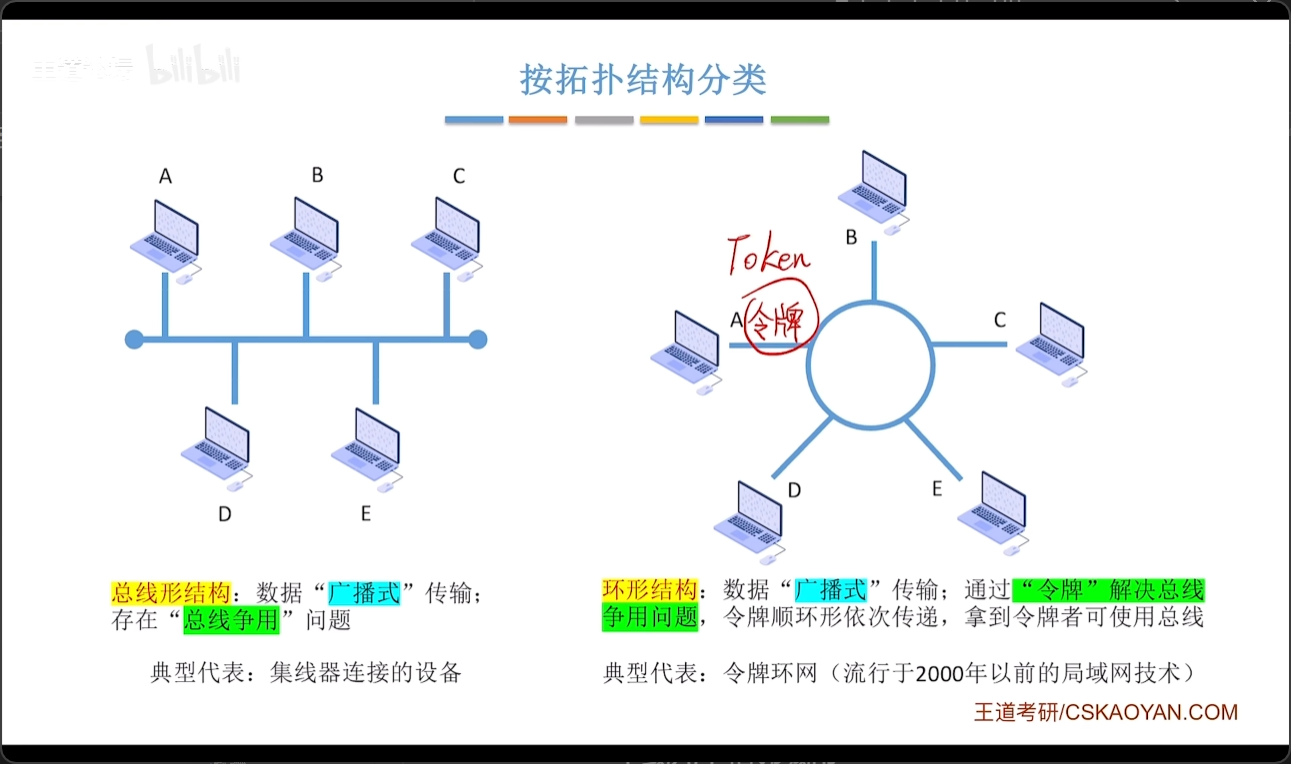 bilibili
按拓扑结构分类
A
B
C
D
E
总线形结构：数据“广播式”传输；
存在“总线争用”问题
典型代表：集线器连接的设备
B
Token
A
令牌
C
D
E
环形结构：数据“广播式”传输；通过“令牌”解决总线
争用问题，令牌顺环形依次传递，拿到令牌者可使用总线
典型代表：令牌环网（流行于2000年以前的局域网技术）
王道考研/CSKAOYAN.COM